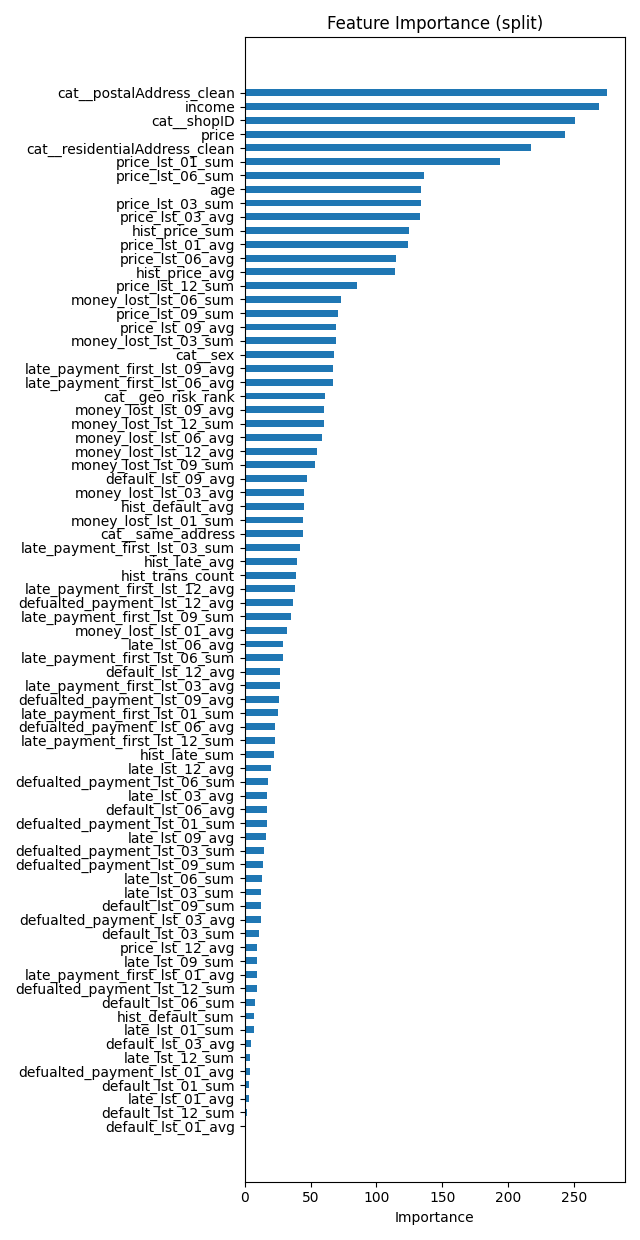 Feature Importance (split)
cat__postalAddress_clean
income
cat__shopID
price
cat__residentialAddress_clean
price_lst_01_sum
price_lst_06_sum
age
price_lst_03_sum
price_lst_03_avg
hist_price_sum
price_lst_01_avg
price_lst_06_avg
hist_price_avg
price_lst_12_sum
money_lost_lst_06_sum
price_lst_09_sum
price_lst_09_avg
money_lost_lst_03_sum
cat__sex
late_payment_first_lst_09_avg
late_payment_first_lst_06_avg
cat__geo_risk_rank
money_lost_lst_09_avg
money_lost_lst_12_sum
money_lost_lst_06_avg
money_lost_lst_12_avg
money_lost_lst_09_sum
default_lst_09_avg
money_lost_lst_03_avg
hist_default_avg
money_lost_lst_01_sum
cat__same_address
late_payment_first_lst_03_sum
hist_late_avg
hist_trans_count
late_payment_first_lst_12_avg
defualted_payment_lst_12_avg
late_payment_first_lst_09_sum
money_lost_lst_01_avg
late_lst_06_avg
late_payment_first_lst_06_sum
default_lst_12_avg
late_payment_first_lst_03_avg
defualted_payment_lst_09_avg
late_payment_first_lst_01_sum
defualted_payment_lst_06_avg
late_payment_first_lst_12_sum
hist_late_sum
late_lst_12_avg
defualted_payment_lst_06_sum
late_lst_03_avg
default_lst_06_avg
defualted_payment_lst_01_sum
late_lst_09_avg
defualted_payment_lst_03_sum
defualted_payment_lst_09_sum
late_lst_06_sum
late_lst_03_sum
default_lst_09_sum
defualted_payment_lst_03_avg
default_lst_03_sum
price_lst_12_avg
late_lst_09_sum
late_payment_first_lst_01_avg
defualted_payment_lst_12_sum
default_lst_06_sum
hist_default_sum
late_lst_01_sum
default_lst_03_avg
late_lst_12_sum
defualted_payment_lst_01_avg
default_lst_01_sum
late_lst_01_avg
default_lst_12_sum
default_lst_01_avg
0 50 100 150 200 250
Importance